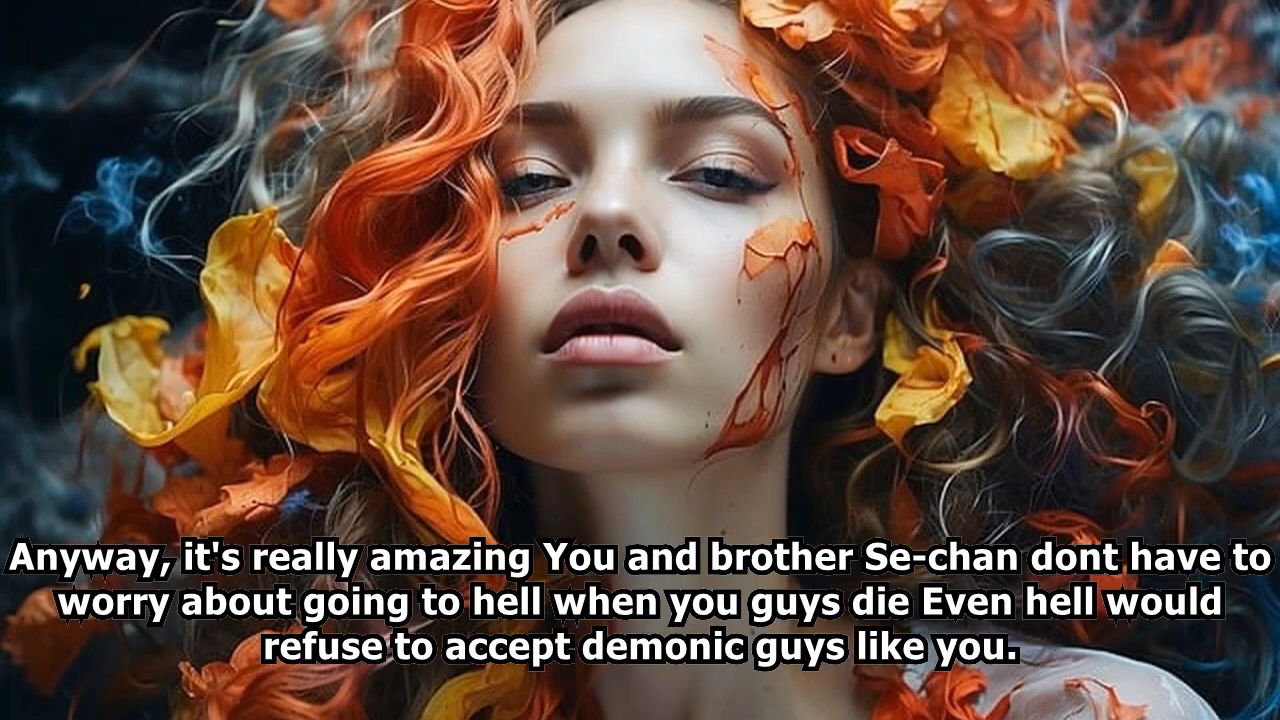 Anyway, it's really amazing You and brother Se-chan dont have to
worry about going to hell when you guys die Even hell would
refuse to accept demonic guys like you.